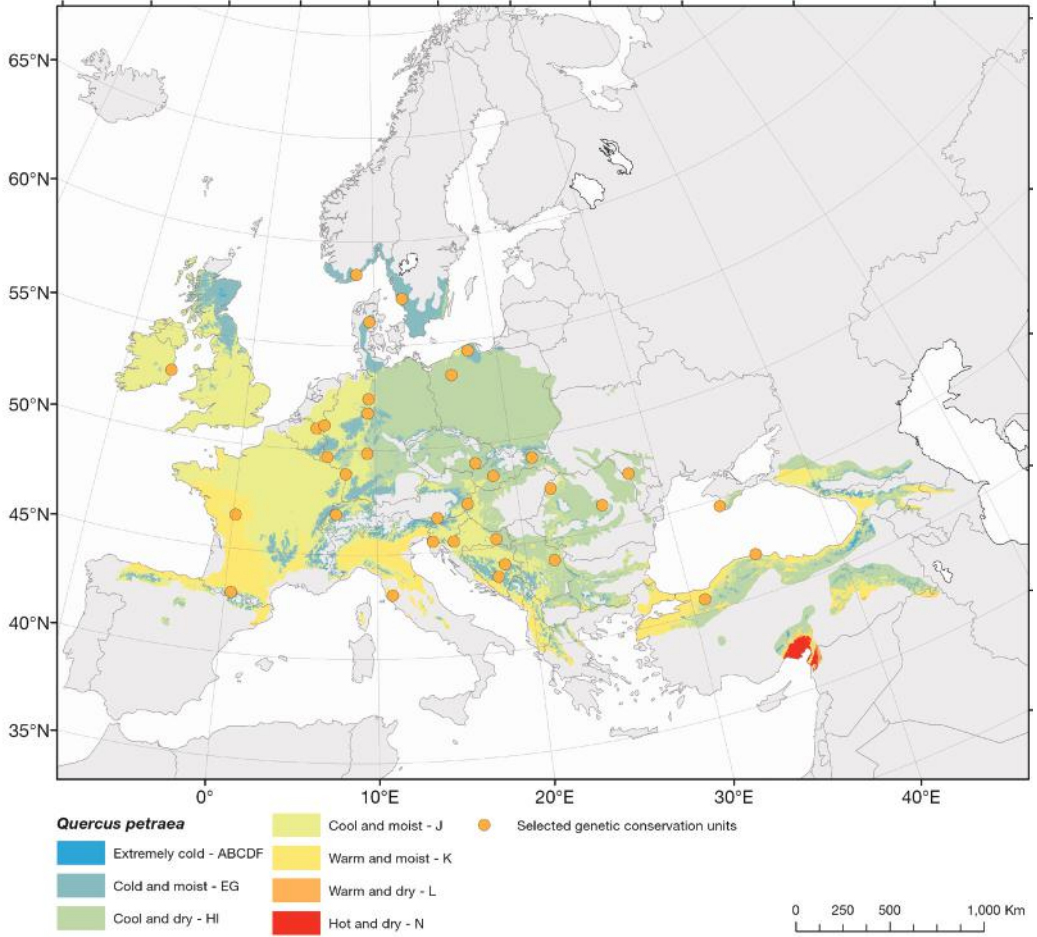 65°N
60°N
55°N
50°N
45°N
40°N
35°N
0° 10°E 20°E 30°E 40°E
Quercus petraea
Extremely cold - ABCDF
Cold and moist - EG
Cool and dry - HI
Cool and moist - J
Warm and moist - K
Warm and dry - L
Hot and dry - N
Selected genetic conservation units
0 250 500 1,000 Km